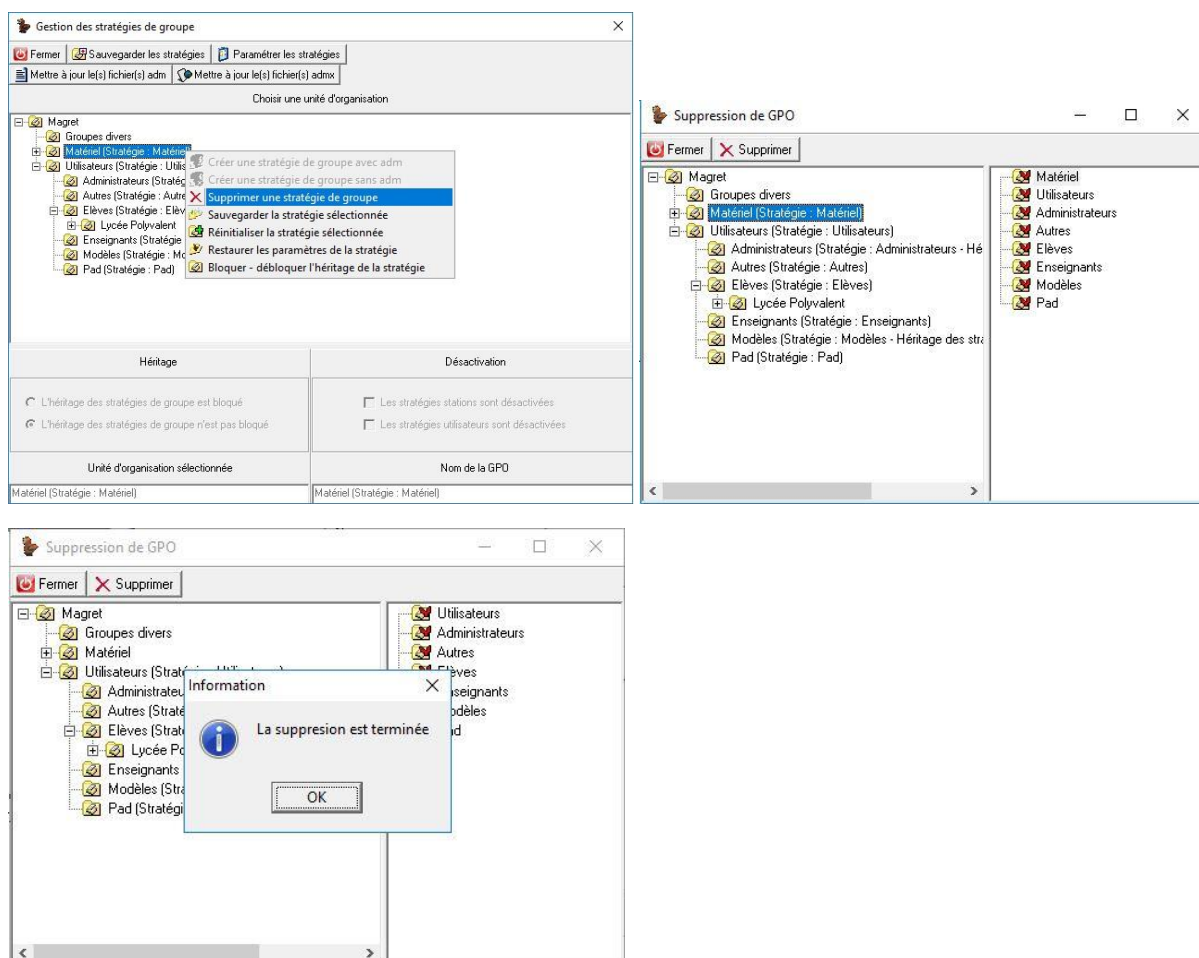 Gestion des stratégies de groupe
Fermer Sauvegarder les stratégies Paramétrer les stratégies
Mettre à jour le(s) fichier(s) adm Mettre à jour le(s) fichier(s) admx
Choisir une unité d'organisation
Magret
Groupes divers
Matériel (Stratégie : Matériel)
Utilisateurs (Stratégie : Utilis
Administrateurs (Stratég
Autres (Stratégie : Autre
Elèves (Stratégie : Elèv
Lycée Polyvalent
Enseignants (Stratégie
Modèles (Stratégie : Mo
Pad (Stratégie : Pad)
Créer une stratégie de groupe avec adm
Créer une stratégie de groupe sans adm
Supprimer une stratégie de groupe
Sauvegarder la stratégie sélectionnée
Réinitialiser la stratégie sélectionnée
Restaurer les paramètres de la stratégie
Bloquer - débloquer l'héritage de la stratégie
Héritage Désactivation
L'héritage des stratégies de groupe est bloqué
L'héritage des stratégies de groupe n'est pas bloqué
Les stratégies stations sont désactivées
Les stratégies utilisateurs sont désactivées
Unité d'organisation sélectionnée Nom de la GPO
Matériel (Stratégie : Matériel) Matériel (Stratégie : Matériel)
Suppression de GPO
Fermer Supprimer
Magret
Groupes divers
Matériel (Stratégie : Matériel)
Utilisateurs (Stratégie : Utilisateurs)
Administrateurs (Stratégie : Administrateurs - Hé
Autres (Stratégie : Autres)
Elèves (Stratégie : Elèves)
Lycée Polyvalent
Enseignants (Stratégie : Enseignants)
Modèles (Stratégie : Modèles - Héritage des stra
Pad (Stratégie : Pad)
Matériel
Utilisateurs
Administrateurs
Autres
Elèves
Enseignants
Modèles
Pad
Suppression de GPO
Fermer Supprimer
Magret
Groupes divers
Matériel
Utilisateurs (Strat
Administrateu
Autres (Straté
Elèves (Strat
Lycée Po
Enseignants
Modèles (Stra
Pad (Stratégi
Utilisateurs
Administrateurs
Autres
Elèves
nseignants
odèles
ad
Information
La suppresion est terminée
OK